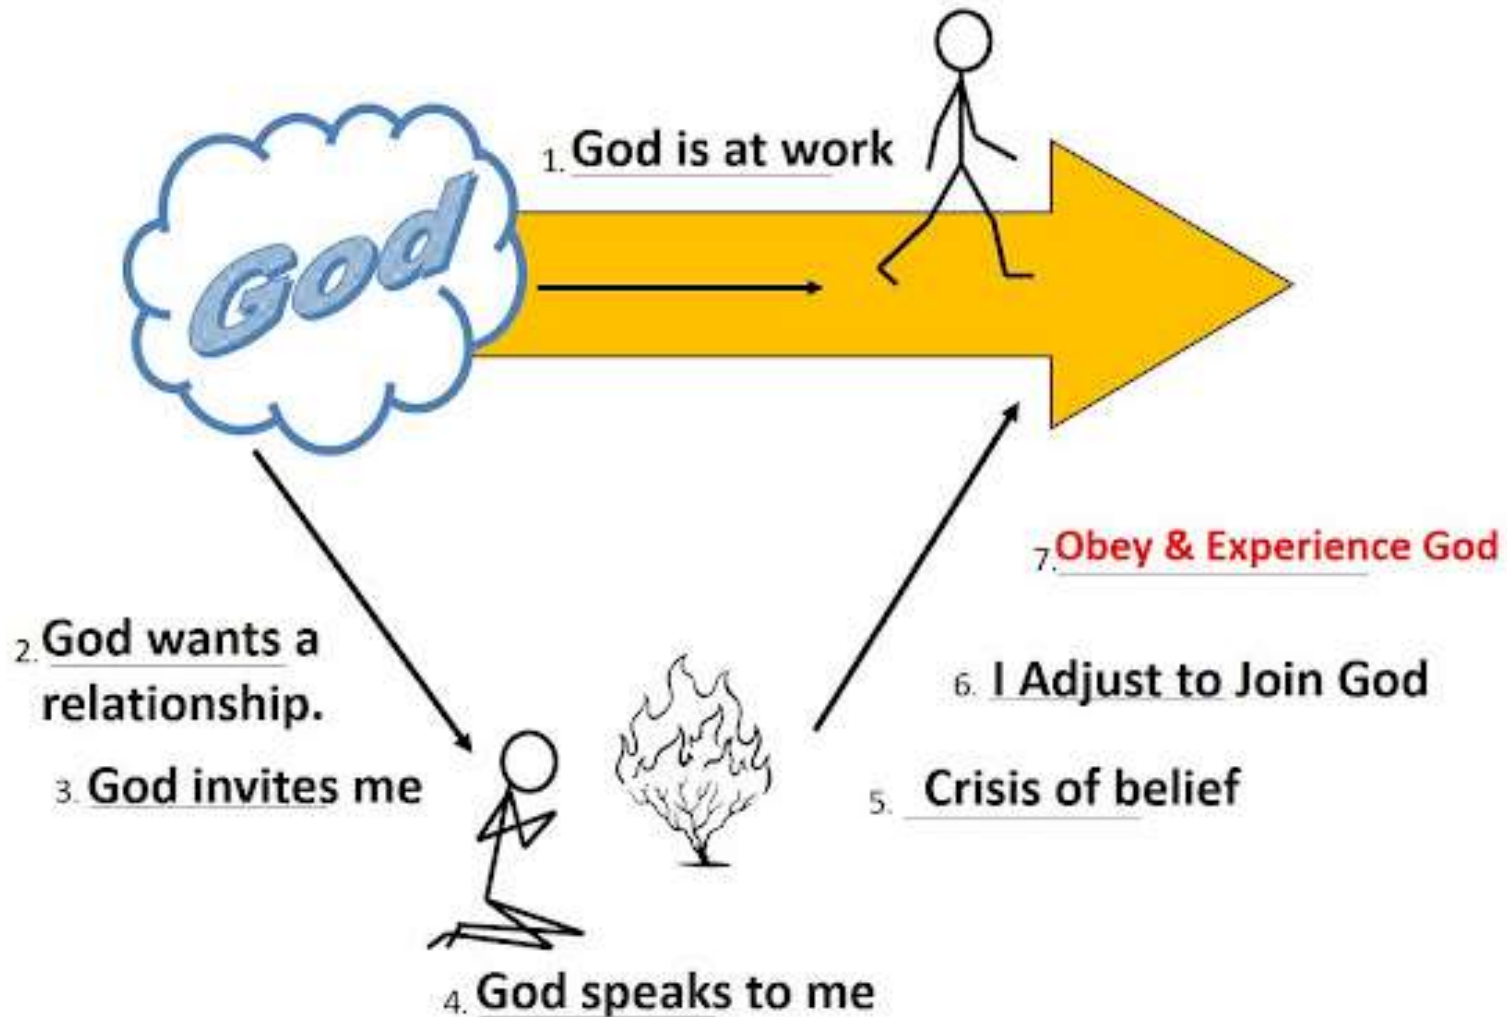 God
1. God is at work
2. God wants a
relationship.
3. God invites me
4. God speaks to me
5. Crisis of belief
6. I Adjust to Join God
7. Obey & Experience God